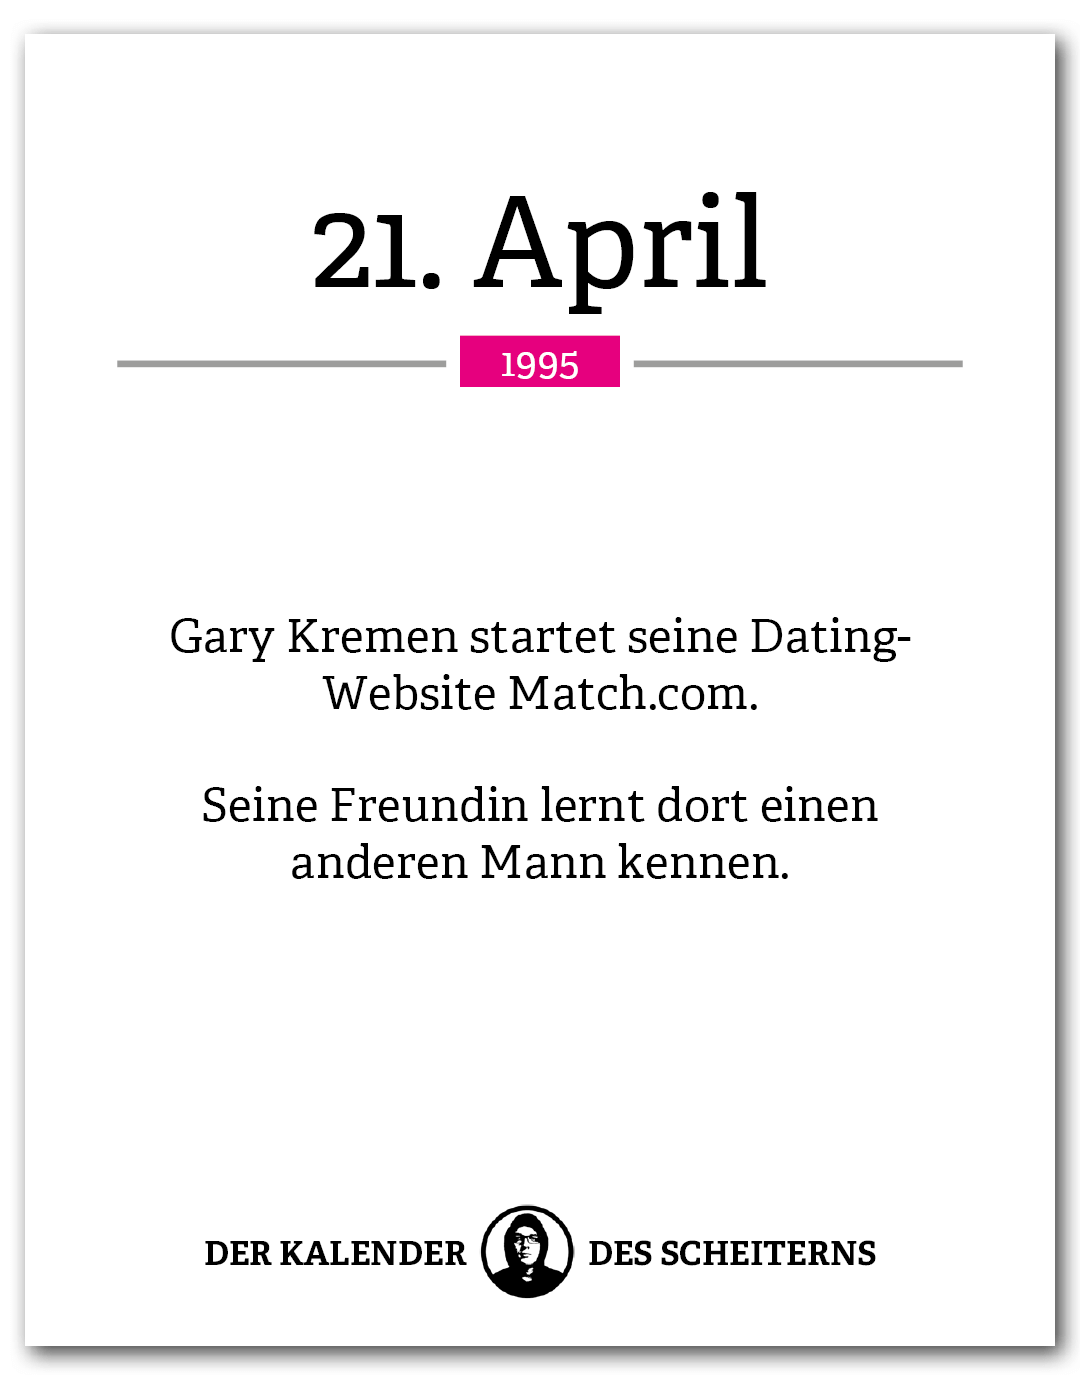 21. April
1995
Gary Kremen startet seine Dating-
Website Match.com.
Seine Freundin lernt dort einen
anderen Mann kennen.
DER KALENDER DES SCHEITERNS